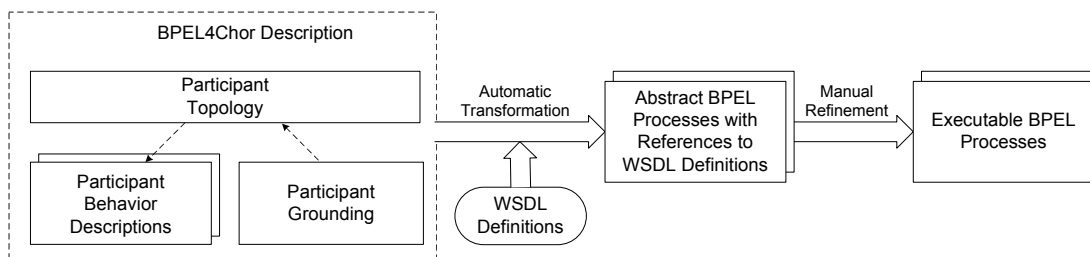 BPEL4Chor Description
Participant
Topology
Participant
Behavior
Descriptions
Participant
Grounding
Automatic
Transformation
WSDL
Definitions
Abstract BPEL
Processes with
References to
WSDL Definitions
Manual
Refinement
Executable BPEL
Processes